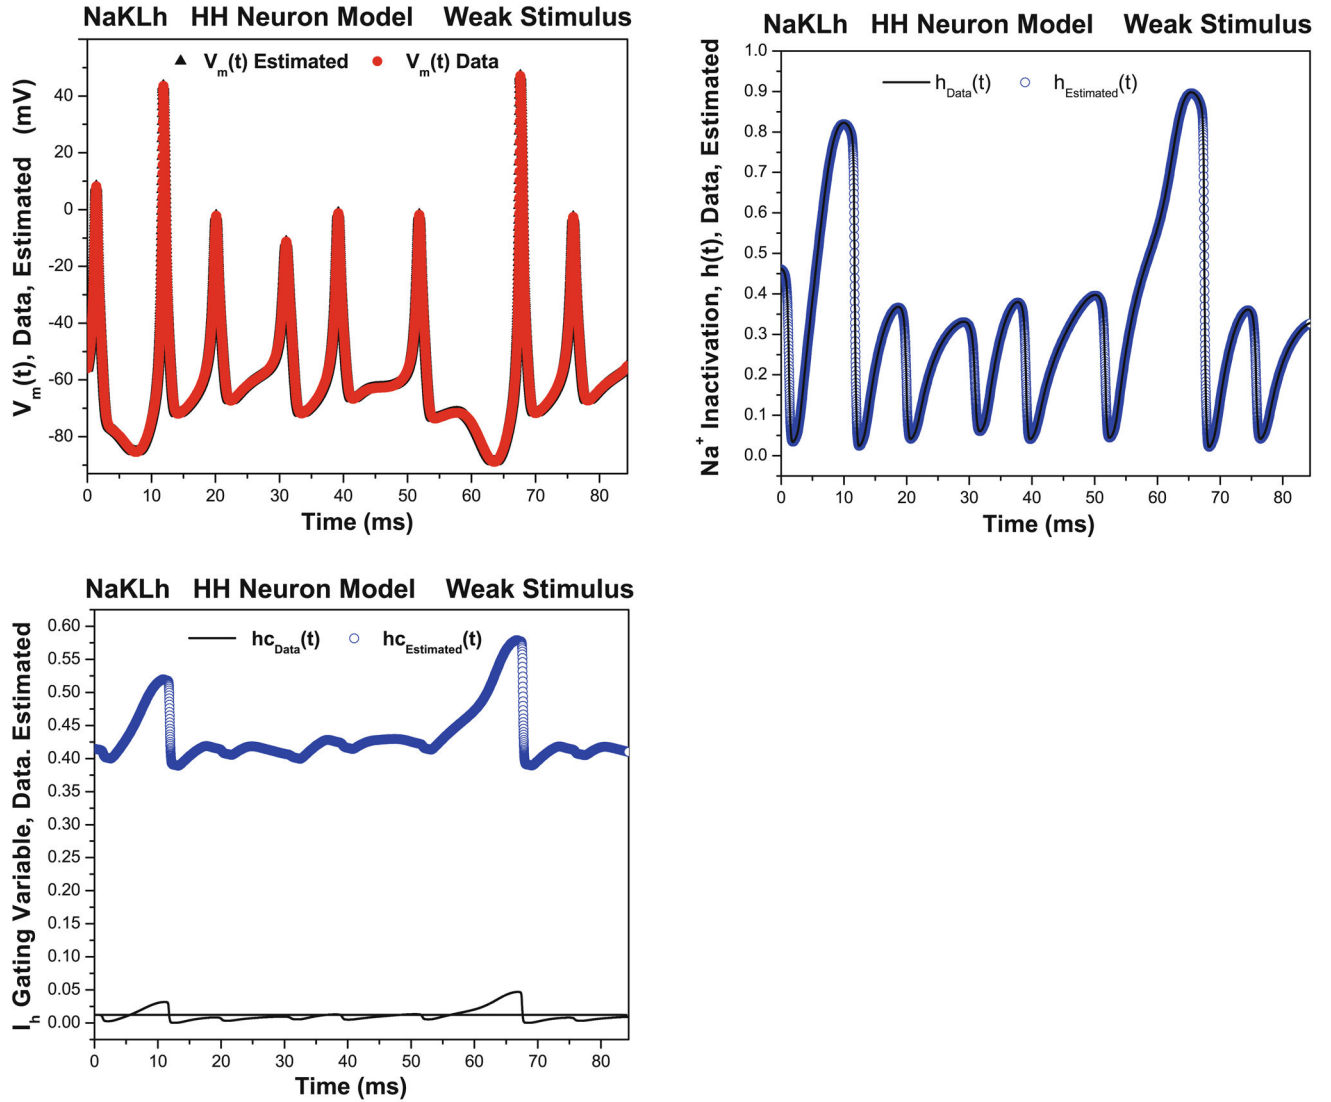 NaKLh HH Neuron Model Weak Stimulus
V_m(t) Estimated V_m(t) Data
V_m(t), Data, Estimated (mV)
40
20
0
-20
-40
-60
-80
0 10 20 30 40 50 60 70 80
Time (ms)
NaKLh HH Neuron Model Weak Stimulus
h_Data(t) h_Estimated(t)
Na⁺ Inactivation, h(t), Data, Estimated
1.0
0.9
0.8
0.7
0.6
0.5
0.4
0.3
0.2
0.1
0.0
0 10 20 30 40 50 60 70 80
Time (ms)
NaKLh HH Neuron Model Weak Stimulus
hc_Data(t) hc_Estimated(t)
I_h Gating Variable, Data. Estimated
0.60
0.55
0.50
0.45
0.40
0.35
0.30
0.25
0.20
0.15
0.10
0.05
0.00
0 10 20 30 40 50 60 70 80
Time (ms)